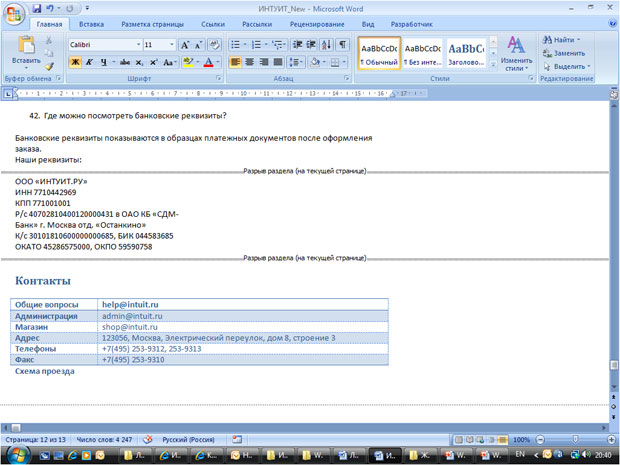 ИНТУИТ_New - Microsoft Word
Главная Вставка Разметка страницы Ссылки Рассылки Рецензирование Вид Разработчик
Calibri 11
Вставить
AaBbCcDc AaBbCcDc AaBbCc
¶ Обычный ¶ Без инте... Заголово...
Изменить стили
Найти
Заменить
Выделить
Буфер обмена Шрифт Абзац Стили Редактирование
42. Где можно посмотреть банковские реквизиты?
Банковские реквизиты показываются в образцах платежных документов после оформления
заказа.
Наши реквизиты:
Разрыв раздела (на текущей странице)
ООО «ИНТУИТ.РУ»
ИНН 7710442969
КПП 771001001
Р/с 40702810400120000431 в ОАО КБ «СДМ-
Банк» г. Москва отд. «Останкино»
К/с 30101810600000000685, БИК 044583685
ОКАТО 45286575000, ОКПО 59590758
Разрыв раздела (на текущей странице)
Контакты
Общие вопросы help@intuit.ru
Администрация admin@intuit.ru
Магазин shop@intuit.ru
Адрес 123056, Москва, Электрический переулок, дом 8, строение 3
Телефоны +7(495) 253-9312, 253-9313
Факс +7(495) 253-9310
Схема проезда
Страница: 12 из 13 Число слов: 4 247 Русский (Россия) 100%
EN 20:40